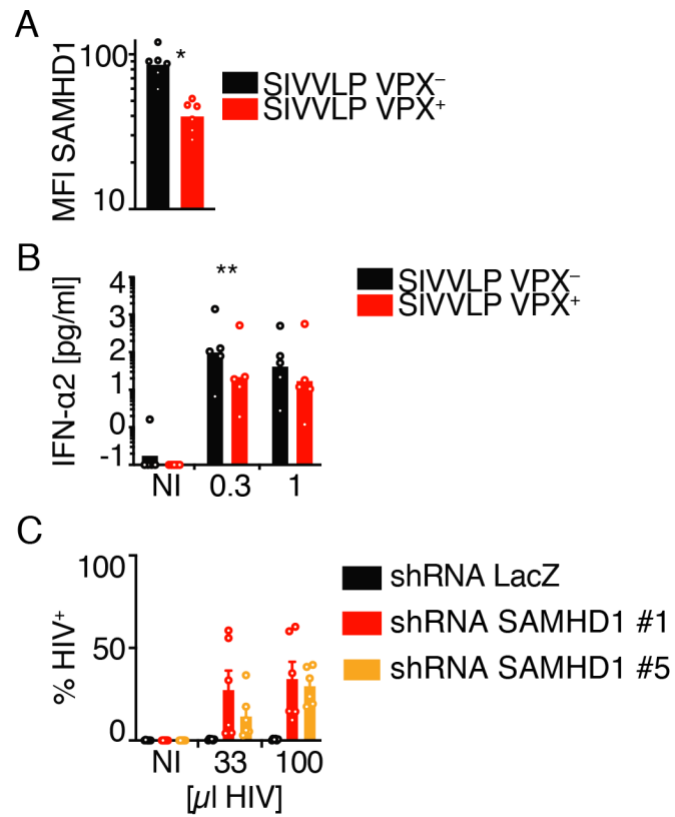 A
MFI SAMHD1
100
10
*
SIVVLP VPX⁻
SIVVLP VPX⁺
B
IFN-α2 [pg/ml]
4
3
2
1
0
-1
**
NI 0.3 1
SIVVLP VPX⁻
SIVVLP VPX⁺
C
% HIV⁺
100
50
0
NI 33 100
[µl HIV]
shRNA LacZ
shRNA SAMHD1 #1
shRNA SAMHD1 #5